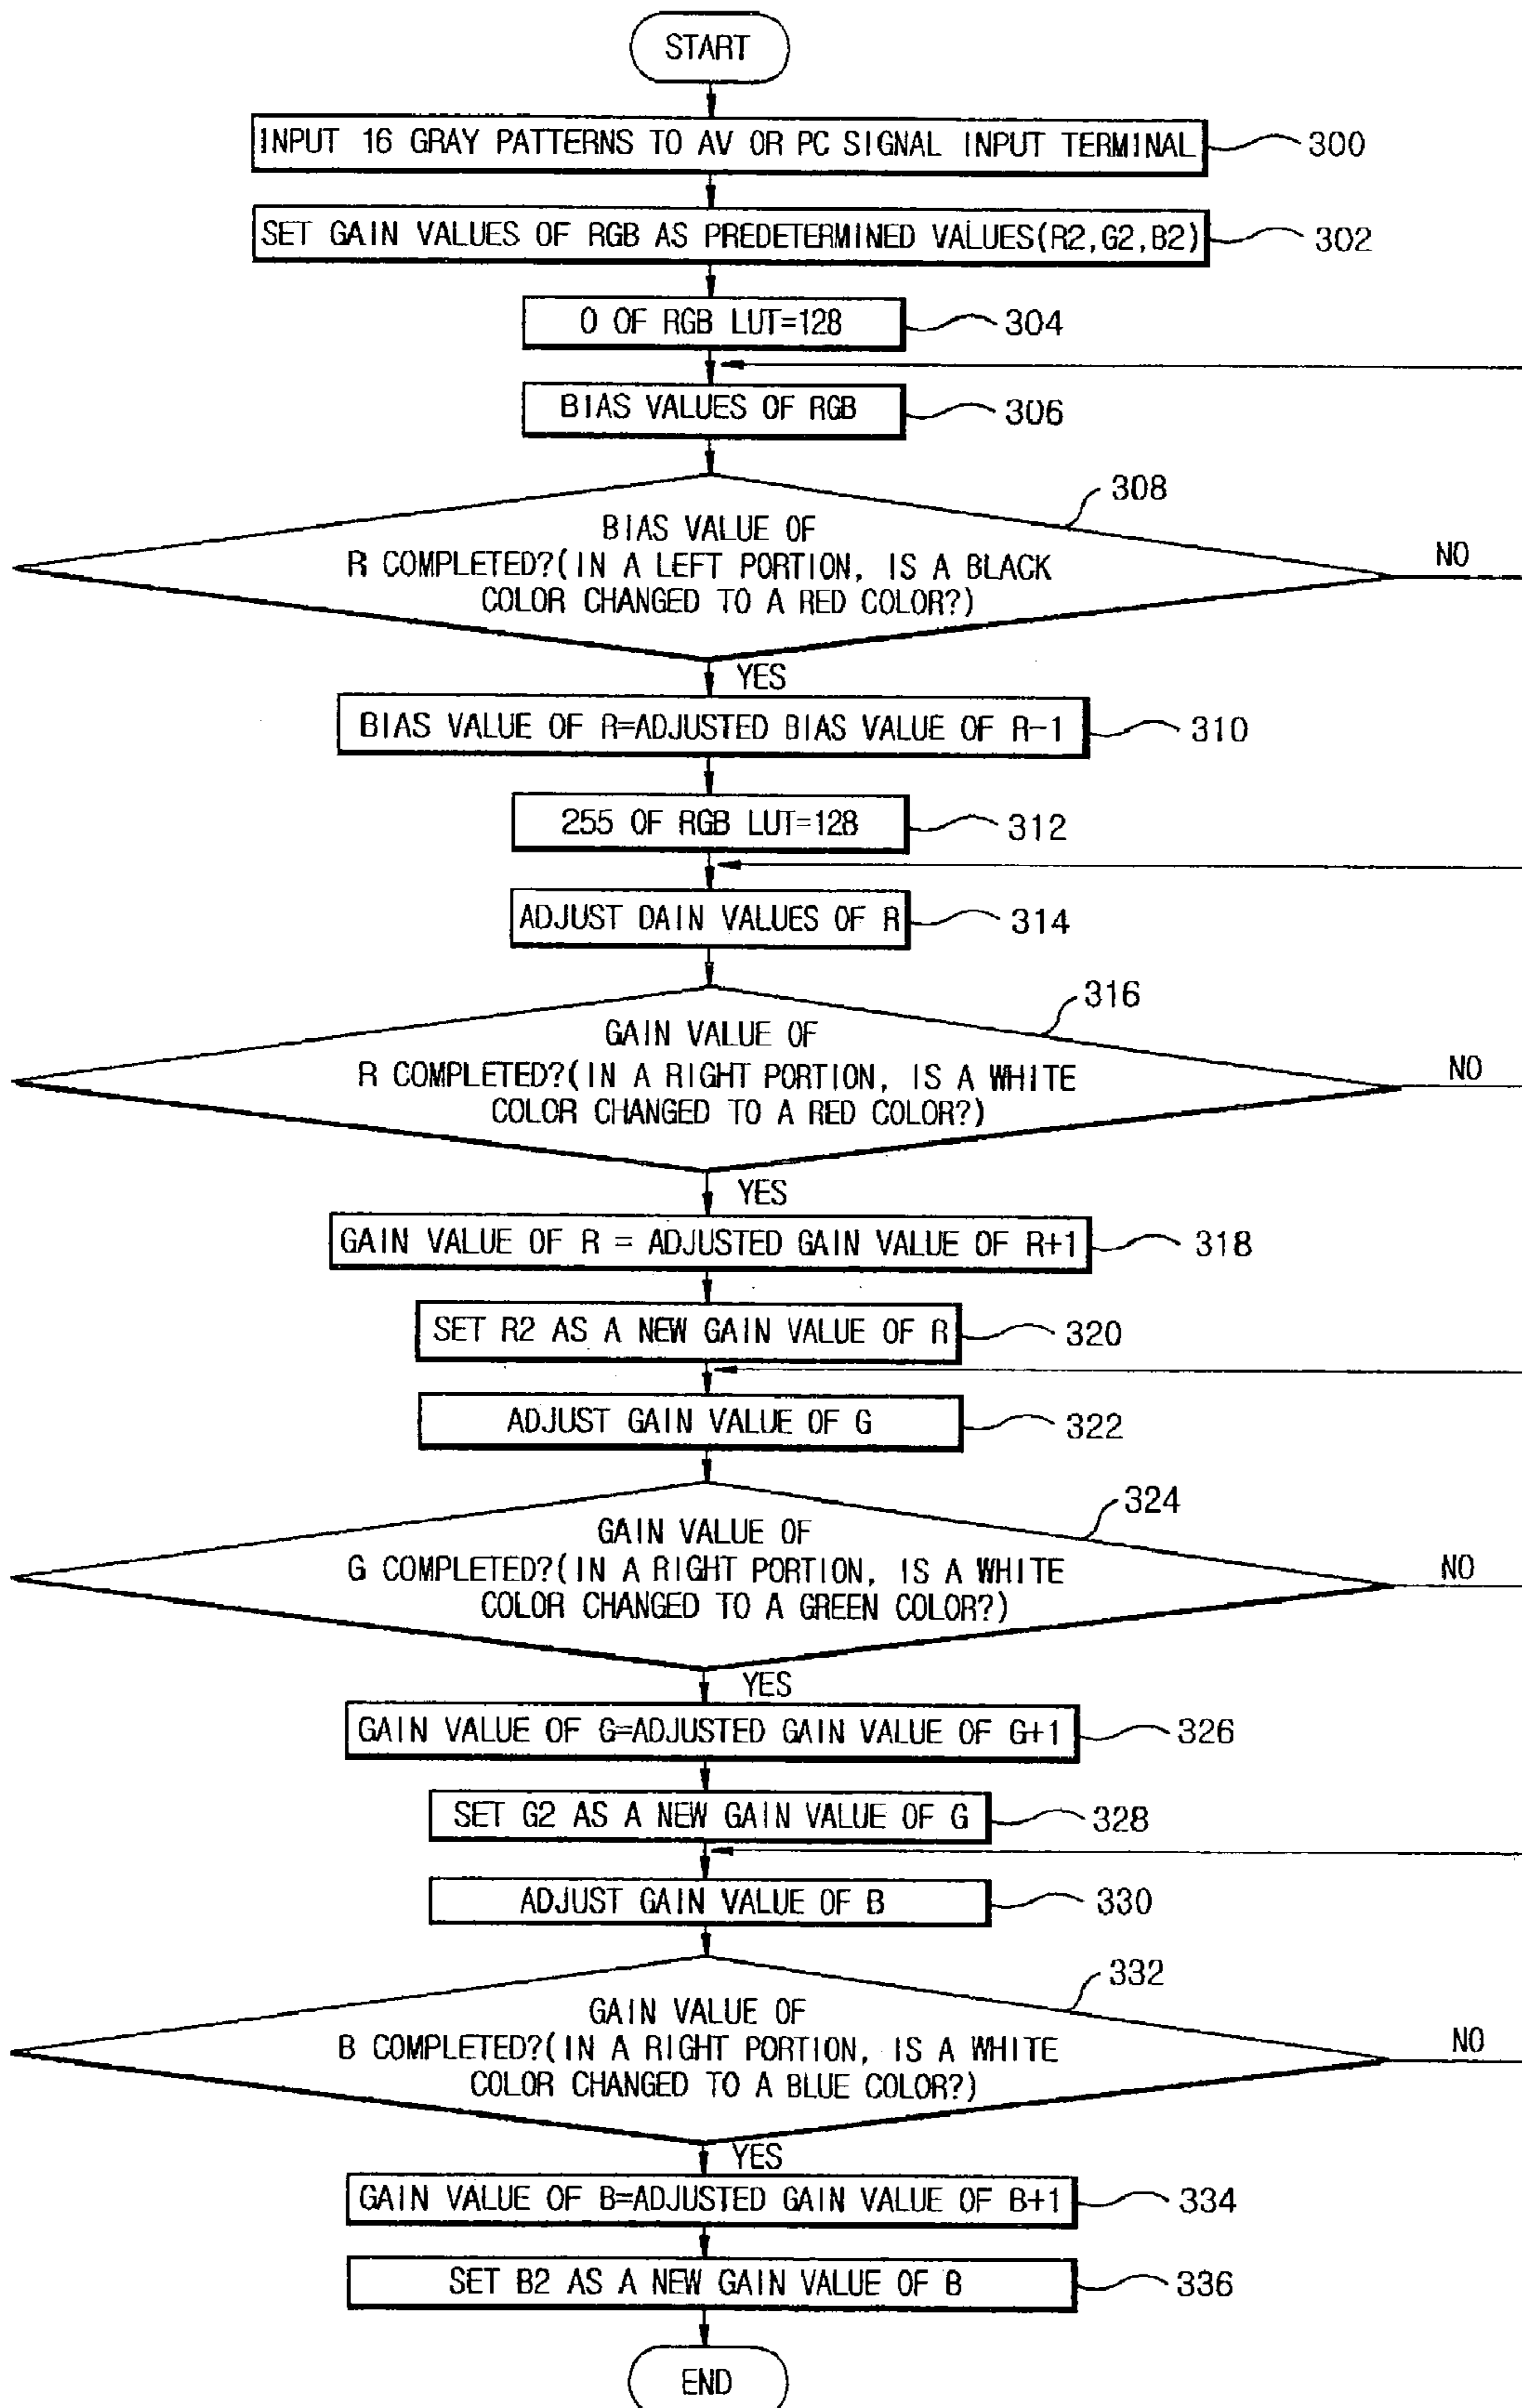 START
INPUT 16 GRAY PATTERNS TO AV OR PC SIGNAL INPUT TERMINAL
300
SET GAIN VALUES OF RGB AS PREDETERMINED VALUES(R2,G2,B2)
302
0 OF RGB LUT=128
304
BIAS VALUES OF RGB
306
308
BIAS VALUE OF
R COMPLETED?(IN A LEFT PORTION, IS A BLACK
COLOR CHANGED TO A RED COLOR?)
NO
YES
BIAS VALUE OF R=ADJUSTED BIAS VALUE OF R-1
310
255 OF RGB LUT=128
312
ADJUST DAIN VALUES OF R
314
316
GAIN VALUE OF
R COMPLETED?(IN A RIGHT PORTION, IS A WHITE
COLOR CHANGED TO A RED COLOR?)
NO
YES
GAIN VALUE OF R = ADJUSTED GAIN VALUE OF R+1
318
SET R2 AS A NEW GAIN VALUE OF R
320
ADJUST GAIN VALUE OF G
322
324
GAIN VALUE OF
G COMPLETED?(IN A RIGHT PORTION, IS A WHITE
COLOR CHANGED TO A GREEN COLOR?)
NO
YES
GAIN VALUE OF G=ADJUSTED GAIN VALUE OF G+1
326
SET G2 AS A NEW GAIN VALUE OF G
328
ADJUST GAIN VALUE OF B
330
332
GAIN VALUE OF
B COMPLETED?(IN A RIGHT PORTION, IS A WHITE
COLOR CHANGED TO A BLUE COLOR?)
NO
YES
GAIN VALUE OF B=ADJUSTED GAIN VALUE OF B+1
334
SET B2 AS A NEW GAIN VALUE OF B
336
END